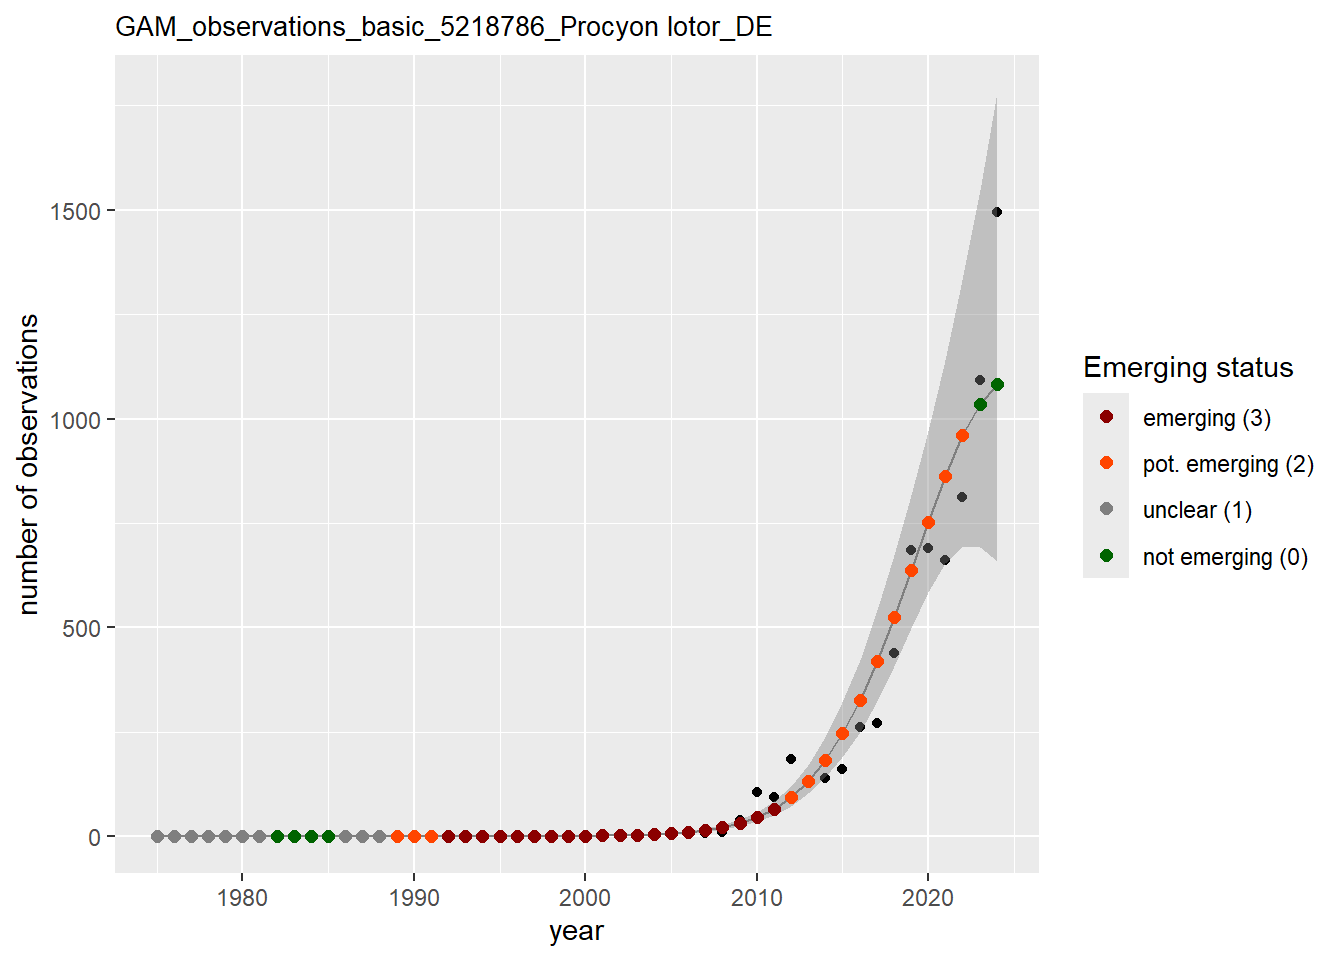 GAM_observations_basic_5218786_Procyon lotor_DE
number of observations
1500
1000
500
0
1980
1990
2000
2010
2020
year
Emerging status
emerging (3)
pot. emerging (2)
unclear (1)
not emerging (0)